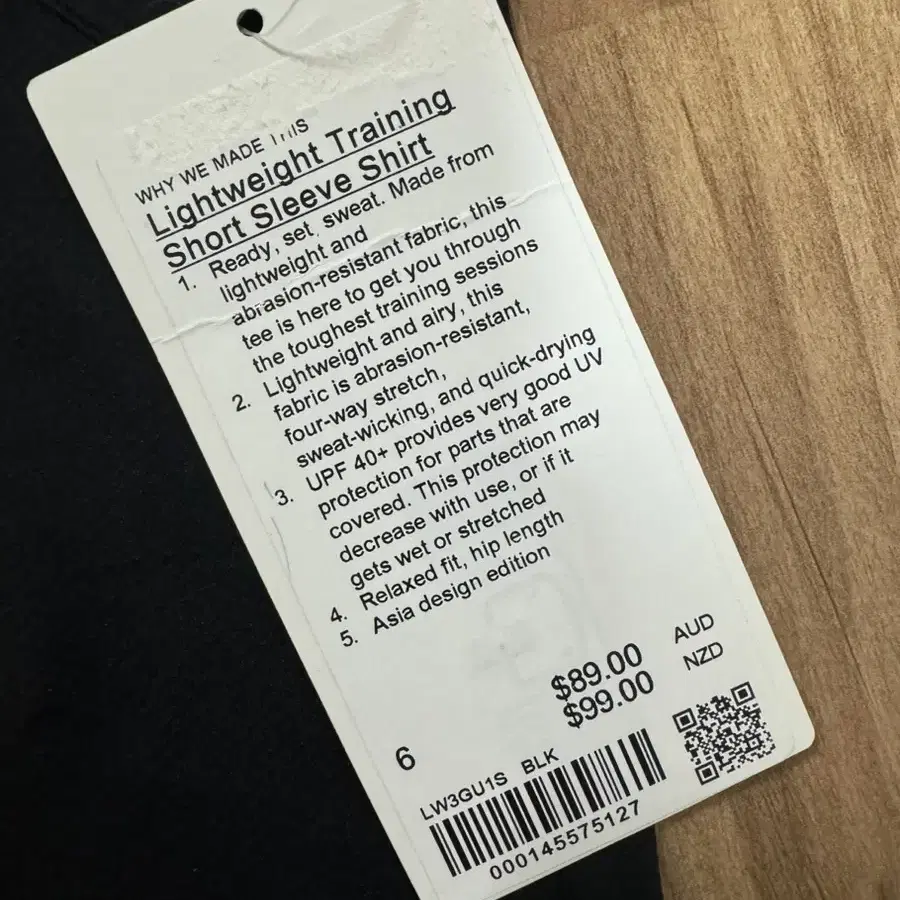 WHY WE MADE THIS
Lightweight Training
Short Sleeve Shirt
1. Ready, set, sweat. Made from
lightweight and
abrasion-resistant fabric, this
tee is here to get you through
the toughest training sessions
2. Lightweight and airy, this
fabric is abrasion-resistant,
four-way stretch,
sweat-wicking, and quick-drying
3. UPF 40+ provides very good UV
protection for parts that are
covered. This protection may
decrease with use, or if it
gets wet or stretched
4. Relaxed fit, hip length
5. Asia design edition
$89.00 AUD
$99.00 NZD
6
LW3GU1S BLK
000145575127